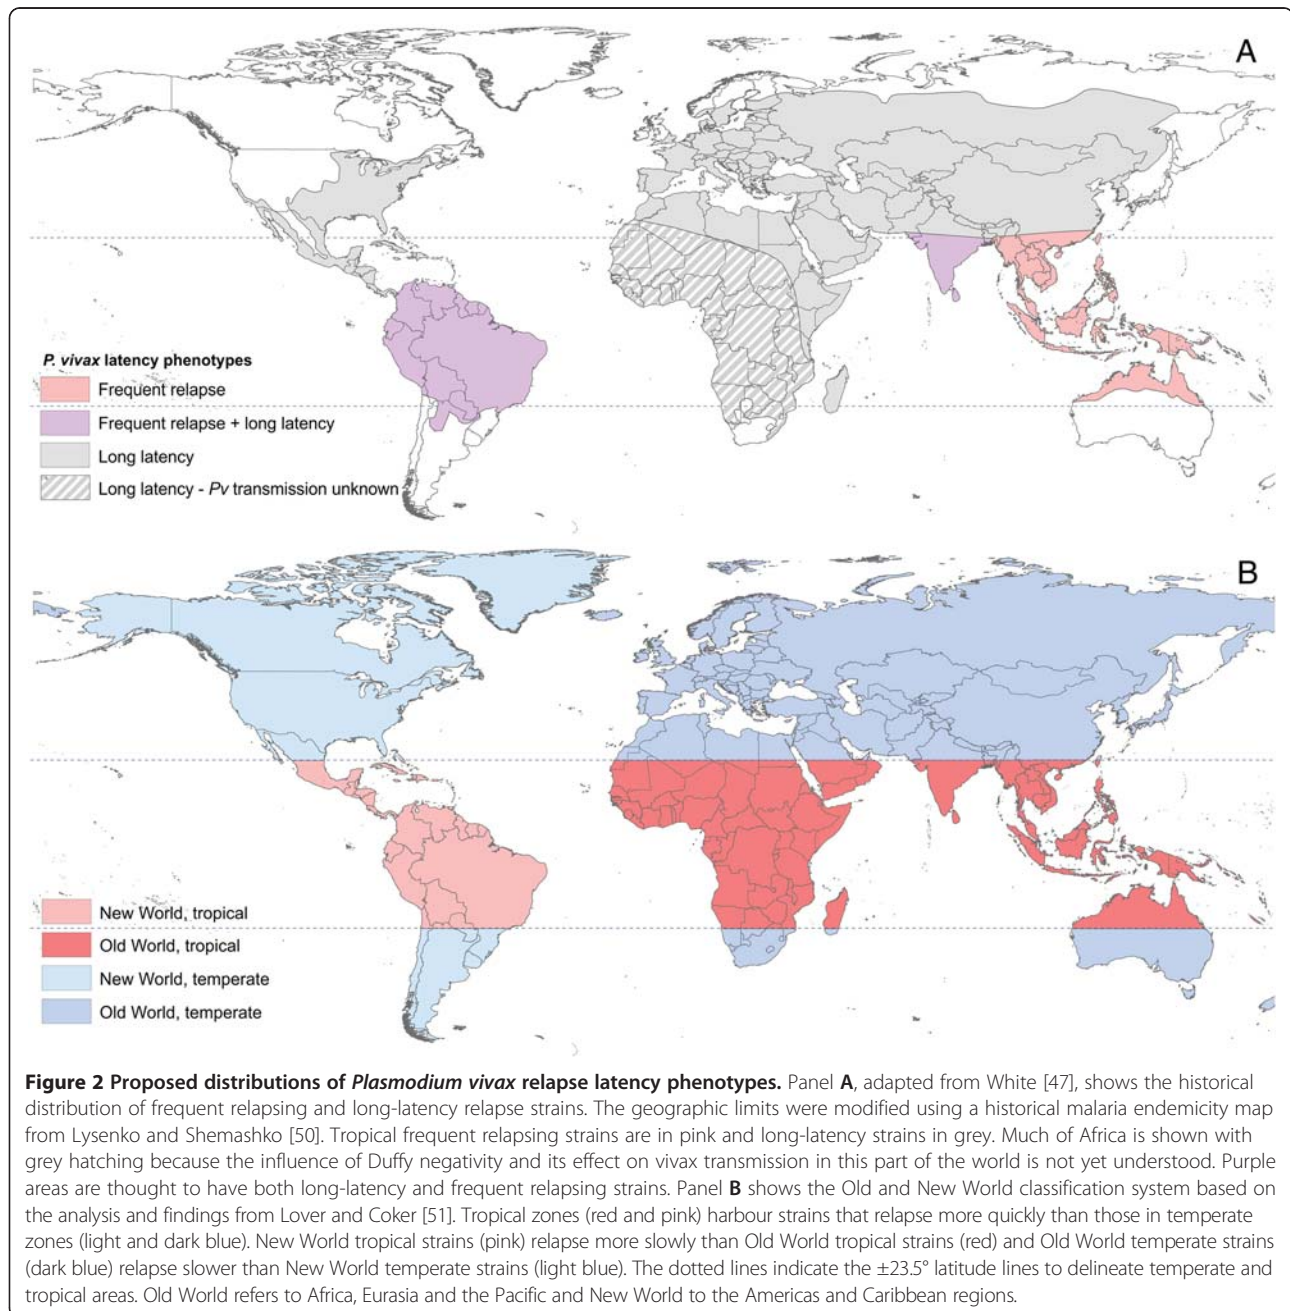 A
P. vivax latency phenotypes
Frequent relapse
Frequent relapse + long latency
Long latency
Long latency - Pv transmission unknown
B
New World, tropical
Old World, tropical
New World, temperate
Old World, temperate
Figure 2 Proposed distributions of Plasmodium vivax relapse latency phenotypes. Panel A, adapted from White [47], shows the historical
distribution of frequent relapsing and long-latency relapse strains. The geographic limits were modified using a historical malaria endemicity map
from Lysenko and Shemashko [50]. Tropical frequent relapsing strains are in pink and long-latency strains in grey. Much of Africa is shown with
grey hatching because the influence of Duffy negativity and its effect on vivax transmission in this part of the world is not yet understood. Purple
areas are thought to have both long-latency and frequent relapsing strains. Panel B shows the Old and New World classification system based on
the analysis and findings from Lover and Coker [51]. Tropical zones (red and pink) harbour strains that relapse more quickly than those in temperate
zones (light and dark blue). New World tropical strains (pink) relapse more slowly than Old World tropical strains (red) and Old World temperate strains
(dark blue) relapse slower than New World temperate strains (light blue). The dotted lines indicate the ±23.5° latitude lines to delineate temperate and
tropical areas. Old World refers to Africa, Eurasia and the Pacific and New World to the Americas and Caribbean regions.